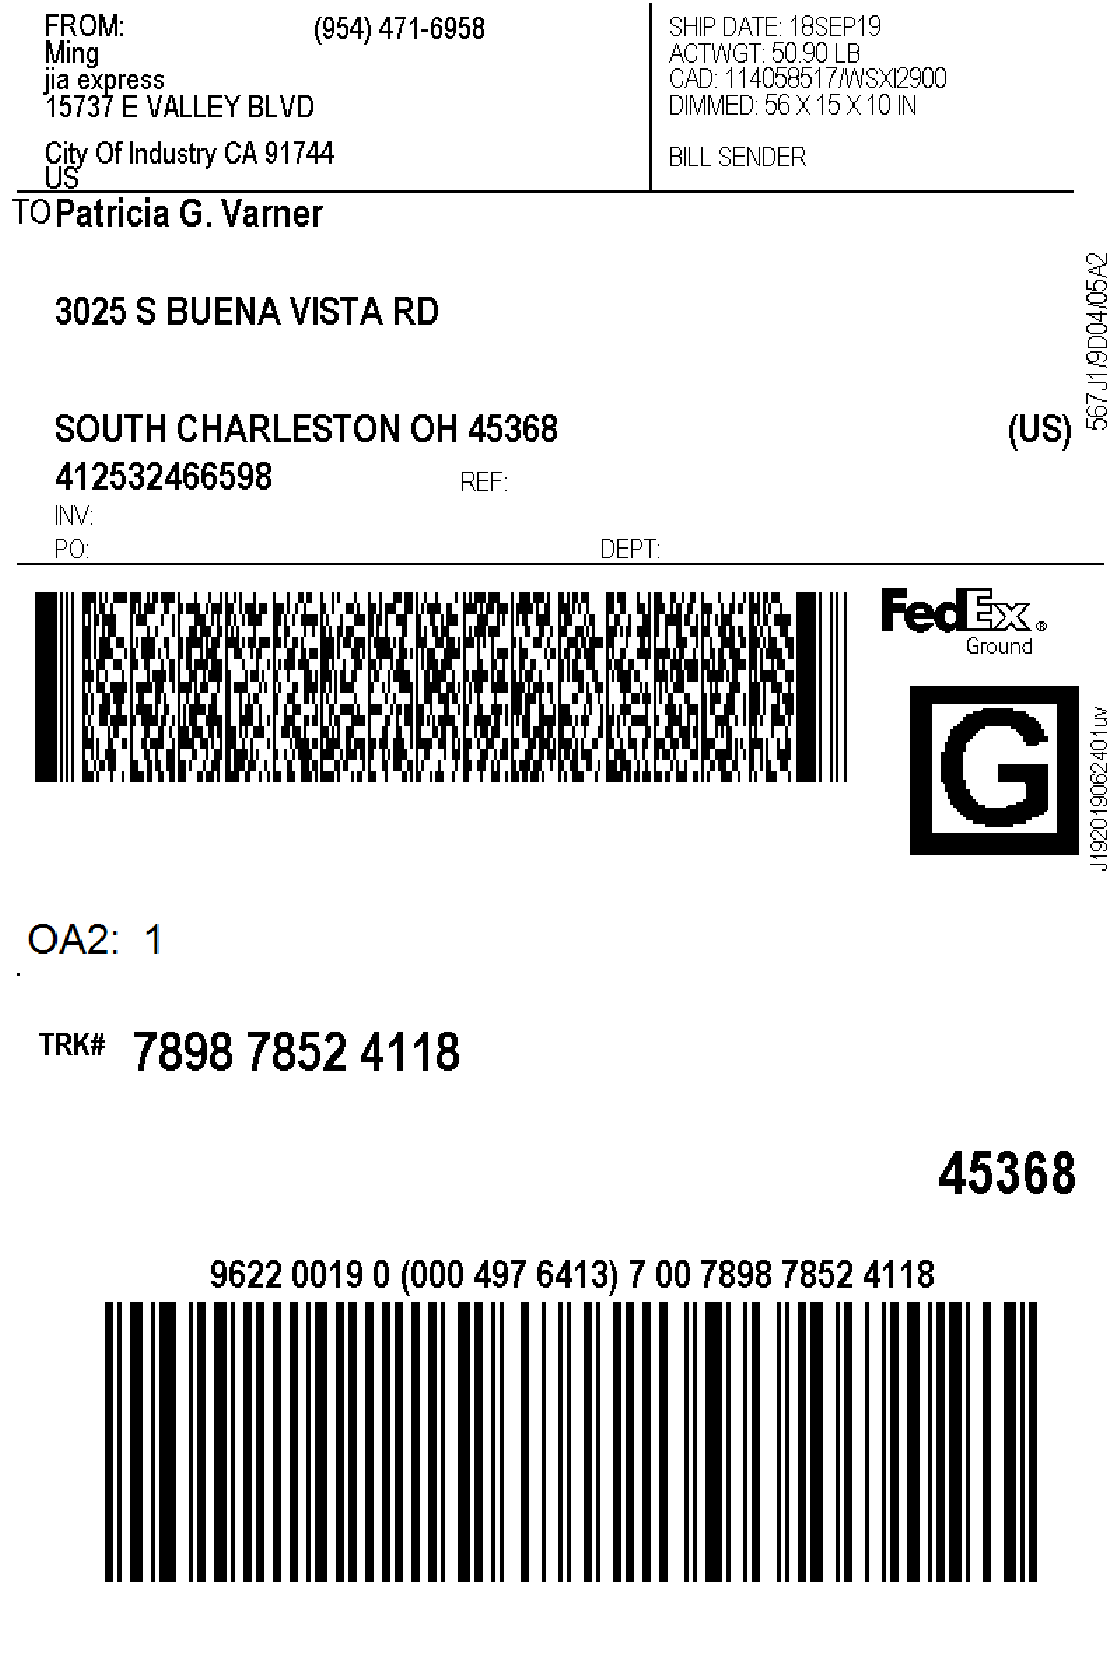 FROM: (954) 471-6958
Ming
jia express
15737 E VALLEY BLVD
City Of Industry CA 91744
US
SHIP DATE: 18SEP19
ACTWGT: 50.90 LB
CAD: 114058517/WSXI2900
DIMMED: 56 X 15 X 10 IN
BILL SENDER
TO Patricia G. Varner
3025 S BUENA VISTA RD
SOUTH CHARLESTON OH 45368 (US)
412532466598 REF:
INV:
PO: DEPT:
567J1/9D04/05A2
FedEx®
Ground
G
J192019062401uv
OA2: 1
.
TRK# 7898 7852 4118
45368
9622 0019 0 (000 497 6413) 7 00 7898 7852 4118